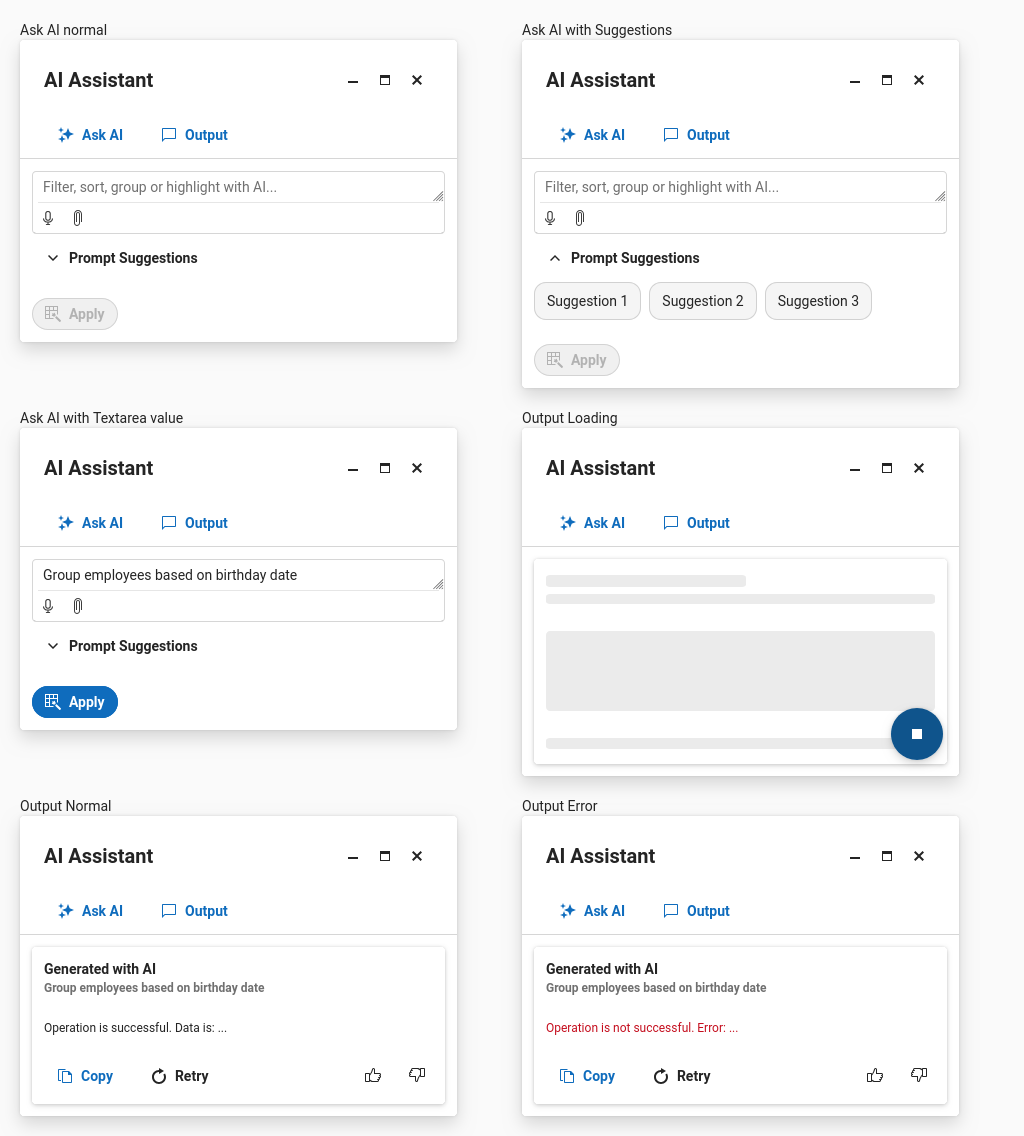 Ask AI normal
AI Assistant
Ask AI Output
Filter, sort, group or highlight with AI...
Prompt Suggestions
Apply
Ask AI with Suggestions
AI Assistant
Ask AI Output
Filter, sort, group or highlight with AI...
Prompt Suggestions
Suggestion 1 Suggestion 2 Suggestion 3
Apply
Ask AI with Textarea value
AI Assistant
Ask AI Output
Group employees based on birthday date
Prompt Suggestions
Apply
Output Loading
AI Assistant
Ask AI Output
Output Normal
AI Assistant
Ask AI Output
Generated with AI
Group employees based on birthday date
Operation is successful. Data is: ...
Copy Retry
Output Error
AI Assistant
Ask AI Output
Generated with AI
Group employees based on birthday date
Operation is not successful. Error: ...
Copy Retry